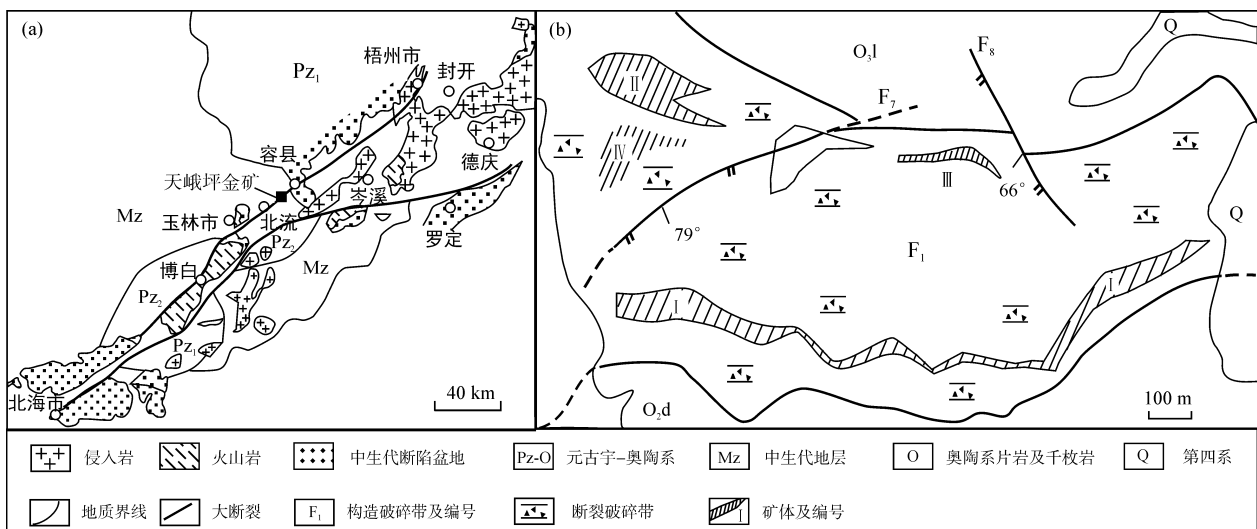 (a)
Pz₁
梧州市
封开
容县
德庆
天峨坪金矿
岑溪
Mz
玉林市
北流
罗定
Pz₂
Mz
博白
Pz₂
Pz₁
北海市
40 km
(b)
Q
O₃l
F₈
II
F₇
IV
III
66°
79°
Q
F₁
I
I
O₂d
100 m
侵入岩
火山岩
中生代断陷盆地
Pz-O 元古宇–奥陶系
Mz 中生代地层
O 奥陶系片岩及千枚岩
Q 第四系
地质界线
大断裂
F₁ 构造破碎带及编号
断裂破碎带
I 矿体及编号